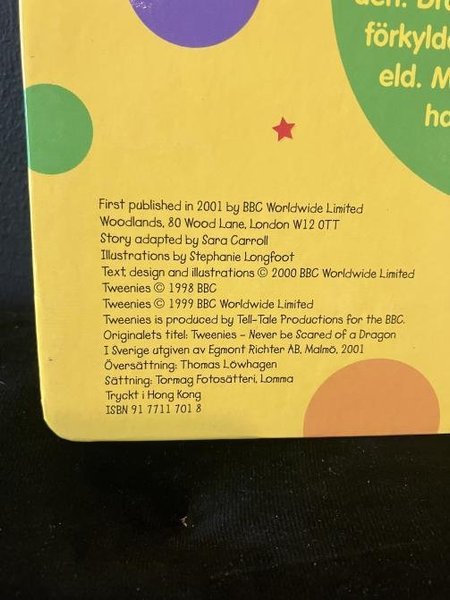 förkyld
eld.
First published in 2001 by BBC Worldwide Limited
Woodlands, 80 Wood Lane, London W12 0TT
Story adapted by Sara Carroll
Illustrations by Stephanie Longfoot
Text, design and illustrations © 2000 BBC Worldwide Limited
Tweenies © 1998 BBC
Tweenies © 1999 BBC Worldwide Limited
Tweenies is produced by Tell-Tale Productions for the BBC.
Originalets titel: Tweenies - Never be Scared of a Dragon
I Sverige utgiven av Egmont Richter AB, Malmö, 2001
Översättning: Thomas Löwhagen
Sättning: Tormag Fotosätteri, Lomma
Tryckt i Hong Kong
ISBN 91 7711 701 8